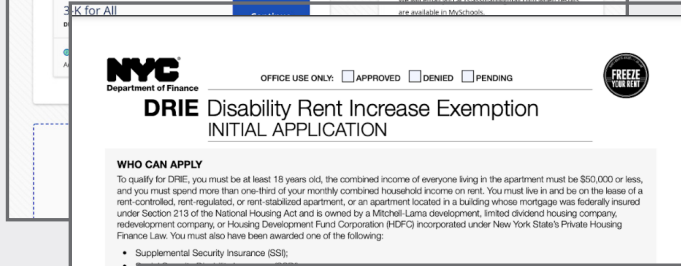 3-K for All
are available in MySchools.
NYC
Department of Finance
OFFICE USE ONLY: APPROVED DENIED PENDING
FREEZE
YOUR RENT
DRIE Disability Rent Increase Exemption
INITIAL APPLICATION
WHO CAN APPLY
To qualify for DRIE, you must be at least 18 years old, the combined income of everyone living in the apartment must be $50,000 or less,
and you must spend more than one-third of your monthly combined household income on rent. You must live in and be on the lease of a
rent-controlled, rent-regulated, or rent-stabilized apartment, or an apartment located in a building whose mortgage was federally insured
under Section 213 of the National Housing Act and is owned by a Mitchell-Lama development, limited dividend housing company,
redevelopment company, or Housing Development Fund Corporation (HDFC) incorporated under New York State's Private Housing
Finance Law. You must also have been awarded one of the following:
• Supplemental Security Insurance (SSI);